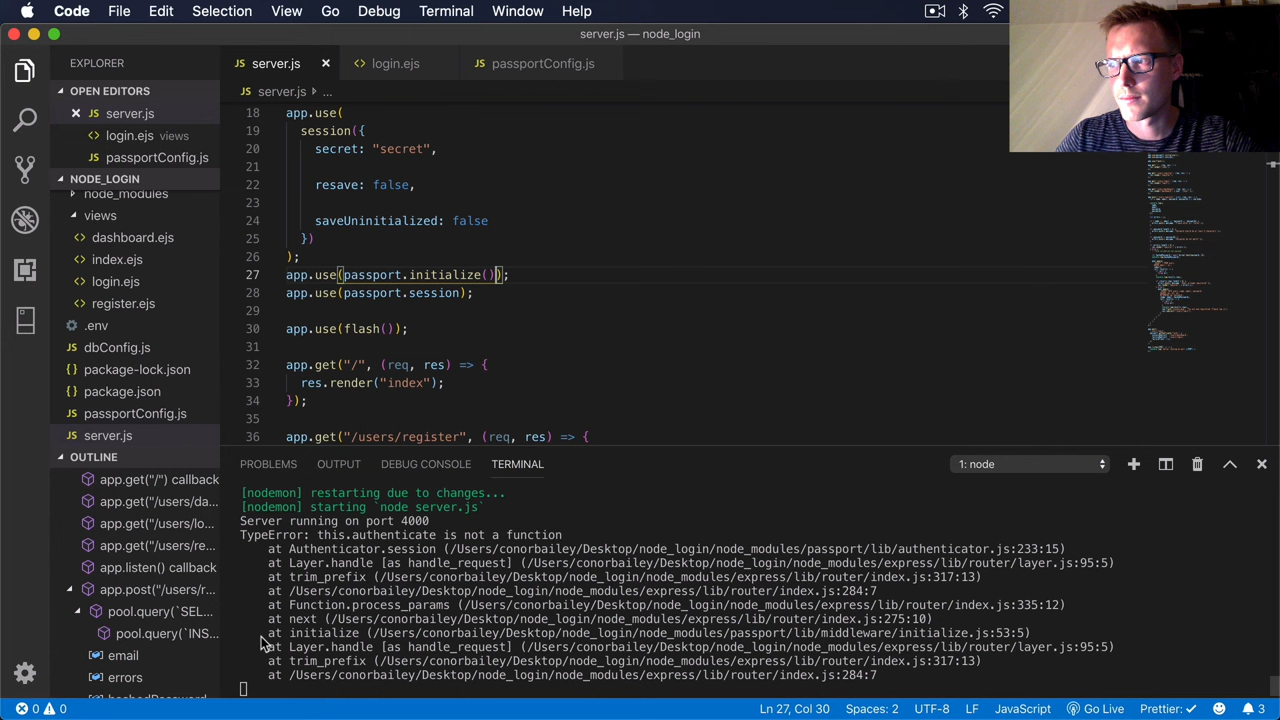 Code File Edit Selection View Go Debug Terminal Window Help
server.js — node_login
EXPLORER
OPEN EDITORS
JS server.js
<> login.ejs views
JS passportConfig.js
NODE_LOGIN
node_modules
views
<> dashboard.ejs
<> index.ejs
<> login.ejs
<> register.ejs
.env
JS dbConfig.js
{} package-lock.json
{} package.json
JS passportConfig.js
JS server.js
OUTLINE
app.get("/") callback
app.get("/users/da...
app.get("/users/lo...
app.get("/users/re...
app.listen() callback
app.post("/users/r...
pool.query(`SEL...
pool.query(`INS...
email
errors
JS server.js
<> login.ejs
JS passportConfig.js
JS server.js ...
18 app.use(
19 session({
20 secret: "secret",
21
22 resave: false,
23
24 saveUninitialized: false
25 })
26 );
27 app.use(passport.initialize());
28 app.use(passport.session);
29
30 app.use(flash());
31
32 app.get("/", (req, res) => {
33 res.render("index");
34 });
35
36 app.get("/users/register", (req, res) => {
PROBLEMS OUTPUT DEBUG CONSOLE TERMINAL 1: node
[nodemon] restarting due to changes...
[nodemon] starting `node server.js`
Server running on port 4000
TypeError: this.authenticate is not a function
at Authenticator.session (/Users/conorbailey/Desktop/node_login/node_modules/passport/lib/authenticator.js:233:15)
at Layer.handle [as handle_request] (/Users/conorbailey/Desktop/node_login/node_modules/express/lib/router/layer.js:95:5)
at trim_prefix (/Users/conorbailey/Desktop/node_login/node_modules/express/lib/router/index.js:317:13)
at /Users/conorbailey/Desktop/node_login/node_modules/express/lib/router/index.js:284:7
at Function.process_params (/Users/conorbailey/Desktop/node_login/node_modules/express/lib/router/index.js:335:12)
at next (/Users/conorbailey/Desktop/node_login/node_modules/express/lib/router/index.js:275:10)
at initialize (/Users/conorbailey/Desktop/node_login/node_modules/passport/lib/middleware/initialize.js:53:5)
at Layer.handle [as handle_request] (/Users/conorbailey/Desktop/node_login/node_modules/express/lib/router/layer.js:95:5)
at trim_prefix (/Users/conorbailey/Desktop/node_login/node_modules/express/lib/router/index.js:317:13)
at /Users/conorbailey/Desktop/node_login/node_modules/express/lib/router/index.js:284:7
0 0 Ln 27, Col 30 Spaces: 2 UTF-8 LF JavaScript Go Live Prettier: ✓ 3